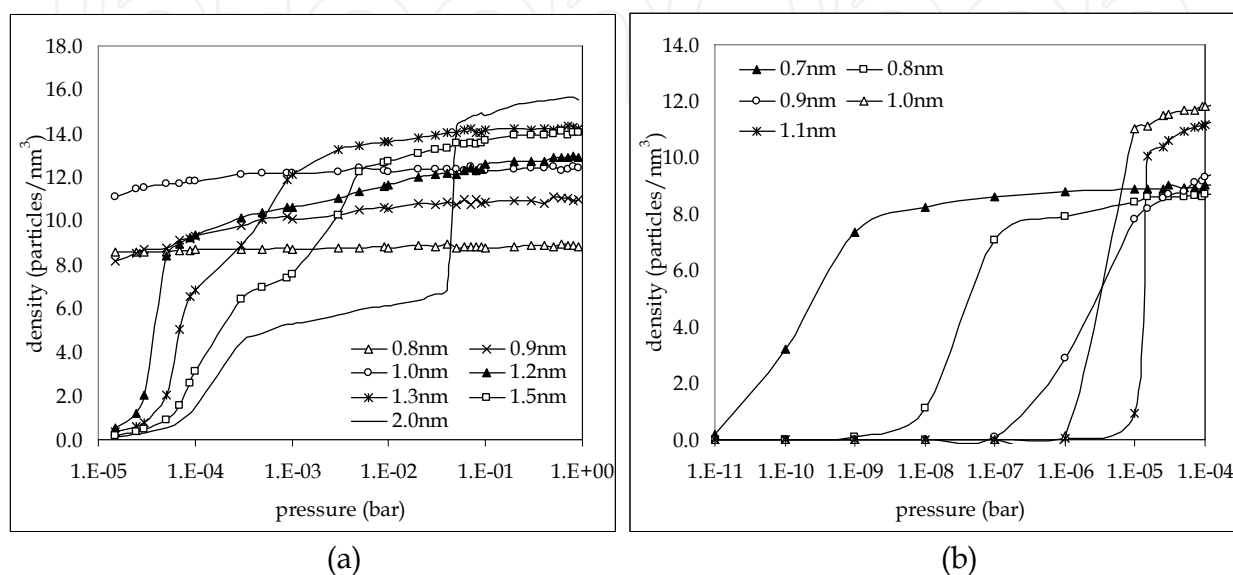 18.0
16.0
14.0
12.0
10.0
8.0
6.0
4.0
2.0
0.0
density (particles/nm³)
0.8nm 0.9nm
1.0nm 1.2nm
1.3nm 1.5nm
2.0nm
1.E-05 1.E-04 1.E-03 1.E-02 1.E-01 1.E+00
pressure (bar)
(a)
14.0
12.0
10.0
8.0
6.0
4.0
2.0
0.0
density (particles/nm³)
0.7nm 0.8nm
0.9nm 1.0nm
1.1nm
1.E-11 1.E-10 1.E-09 1.E-08 1.E-07 1.E-06 1.E-05 1.E-04
pressure (bar)
(b)